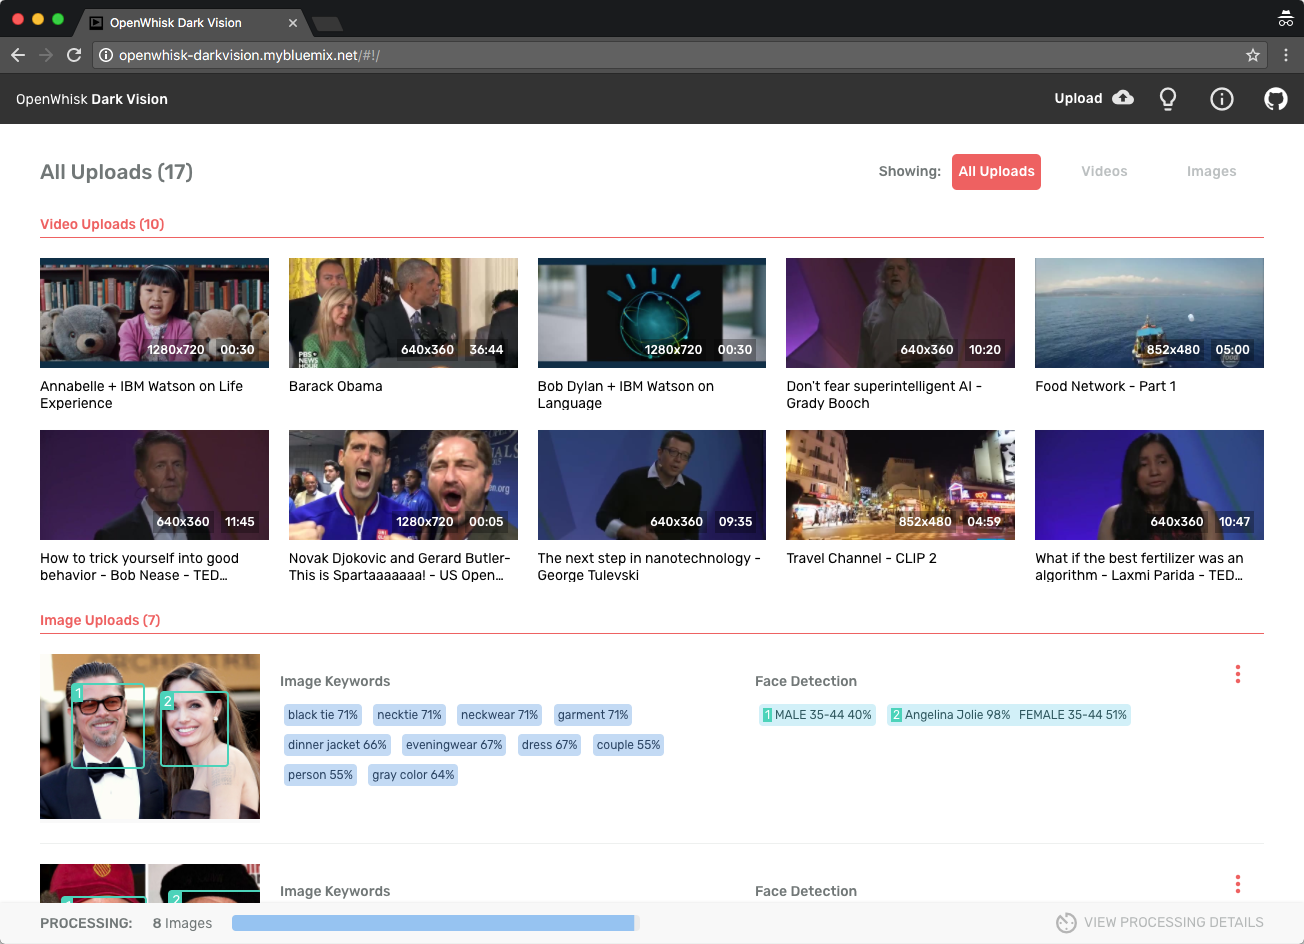 OpenWhisk Dark Vision
openwhisk-darkvision.mybluemix.net/#!/
OpenWhisk Dark Vision
Upload
All Uploads (17)
Showing: All Uploads Videos Images
Video Uploads (10)
1280x720 00:30
PBS NEWS HOUR 640x360 36:44
1280x720 00:30
640x360 10:20
852x480 05:00
Annabelle + IBM Watson on Life Experience
Barack Obama
Bob Dylan + IBM Watson on Language
Don't fear superintelligent AI - Grady Booch
Food Network - Part 1
640x360 11:45
1280x720 00:05
640x360 09:35
852x480 04:59
640x360 10:47
How to trick yourself into good behavior - Bob Nease - TED...
Novak Djokovic and Gerard Butler- This is Spartaaaaaaa! - US Open...
The next step in nanotechnology - George Tulevski
Travel Channel - CLIP 2
What if the best fertilizer was an algorithm - Laxmi Parida - TED...
Image Uploads (7)
1
2
Image Keywords
black tie 71% necktie 71% neckwear 71% garment 71%
dinner jacket 66% eveningwear 67% dress 67% couple 55%
person 55% gray color 64%
Face Detection
1 MALE 35-44 40% 2 Angelina Jolie 98% FEMALE 35-44 51%
1
2
Image Keywords
Face Detection
PROCESSING: 8 Images
VIEW PROCESSING DETAILS